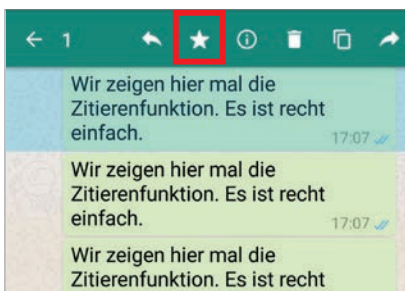 1
Wir zeigen hier mal die
Zitierenfunktion. Es ist recht
einfach.
17:07
Wir zeigen hier mal die
Zitierenfunktion. Es ist recht
einfach.
17:07
Wir zeigen hier mal die
Zitierenfunktion. Es ist recht